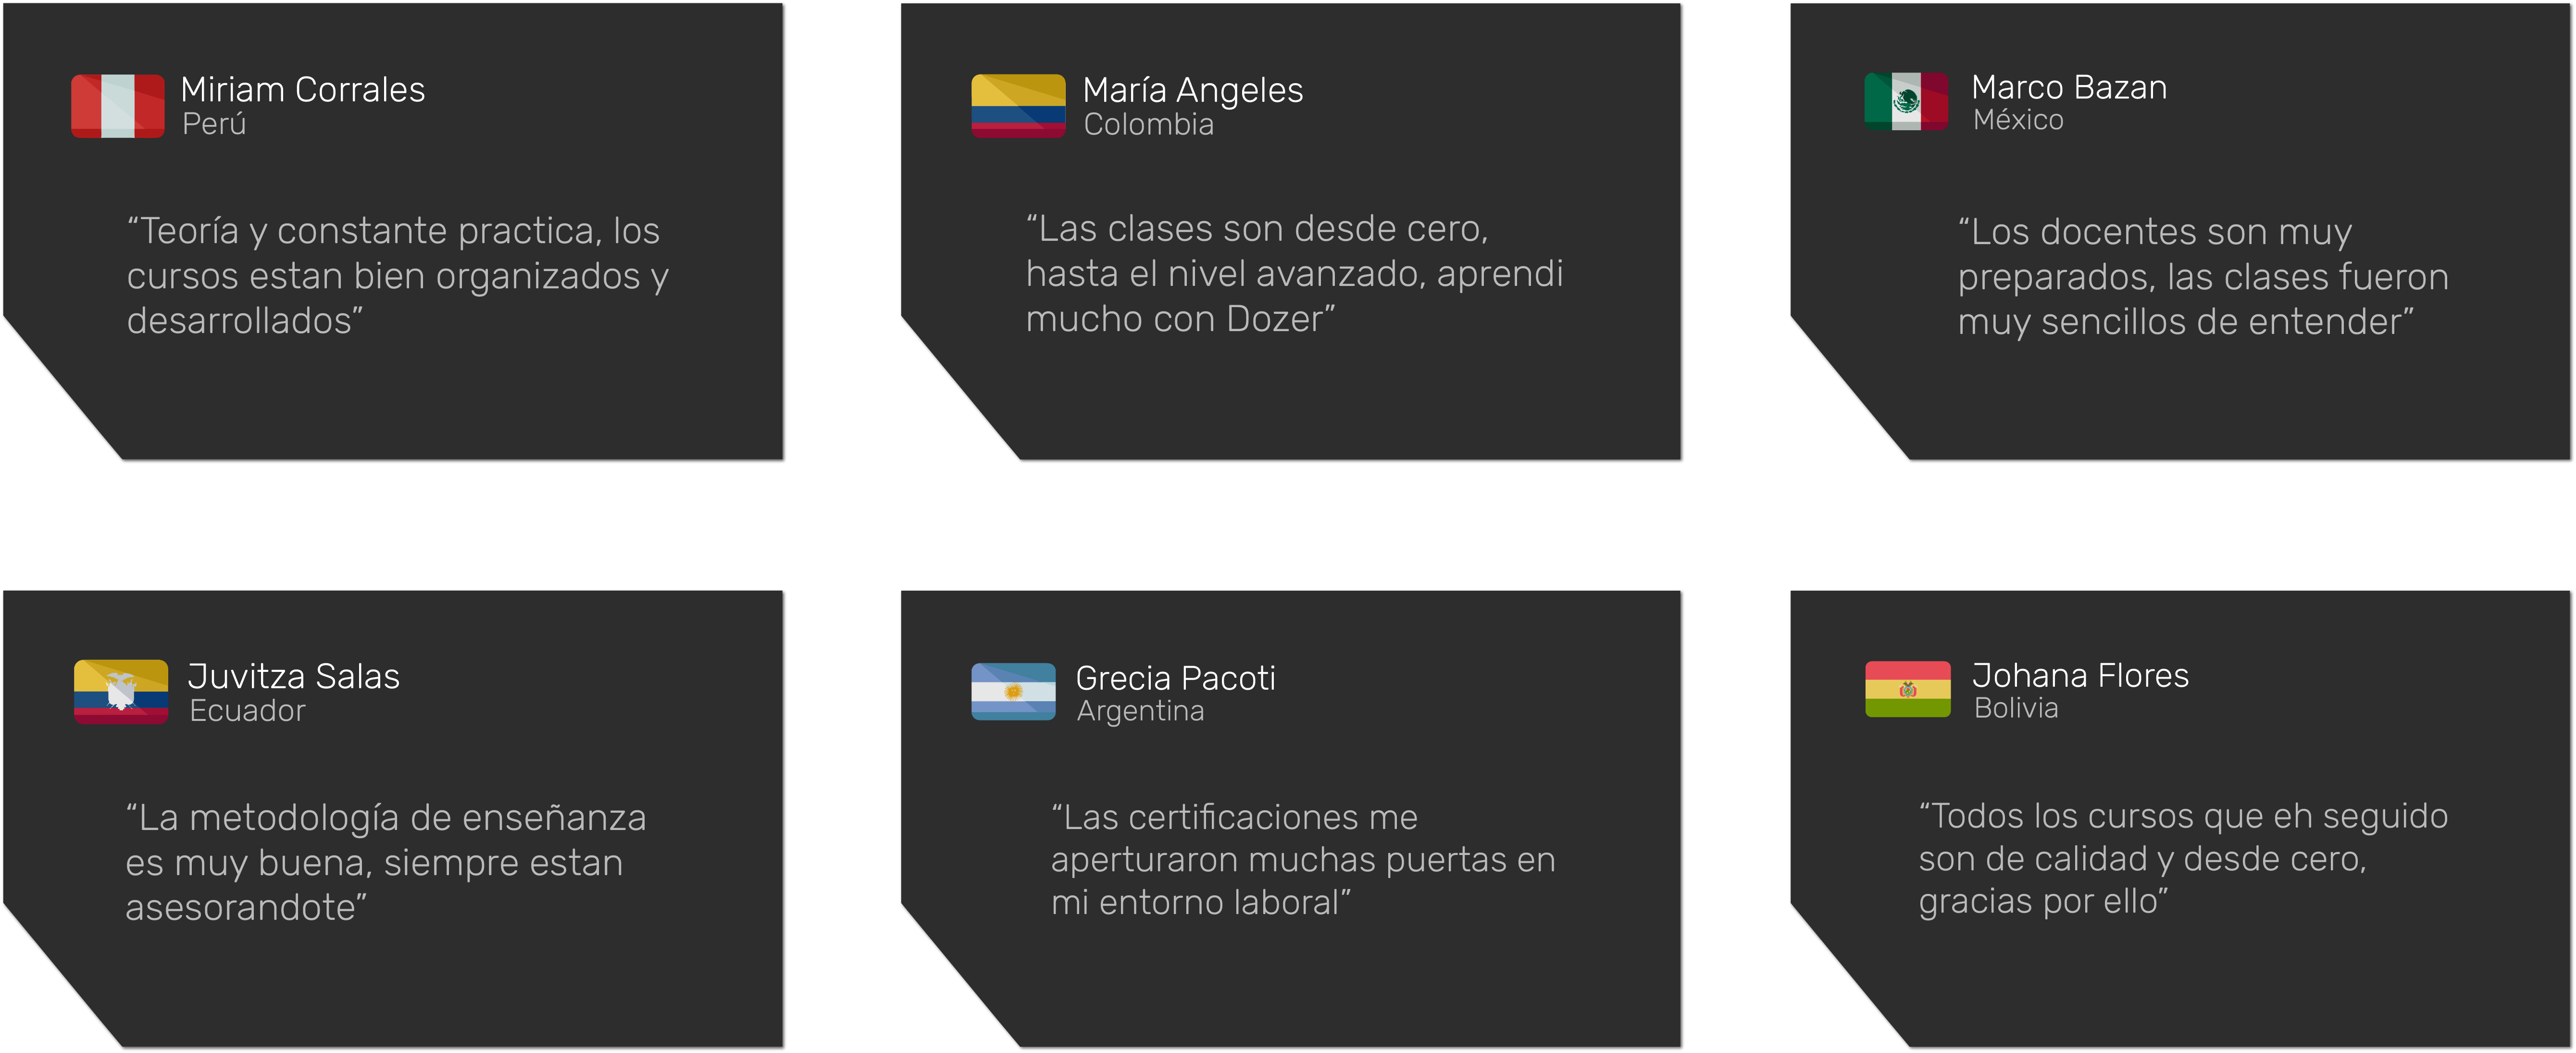 Miriam Corrales
Perú
“Teoría y constante practica, los
cursos estan bien organizados y
desarrollados”
María Angeles
Colombia
“Las clases son desde cero,
hasta el nivel avanzado, aprendi
mucho con Dozer”
Marco Bazan
México
“Los docentes son muy
preparados, las clases fueron
muy sencillos de entender”
Juvitza Salas
Ecuador
“La metodología de enseñanza
es muy buena, siempre estan
asesorandote”
Grecia Pacoti
Argentina
“Las certificaciones me
aperturaron muchas puertas en
mi entorno laboral”
Johana Flores
Bolivia
“Todos los cursos que eh seguido
son de calidad y desde cero,
gracias por ello”